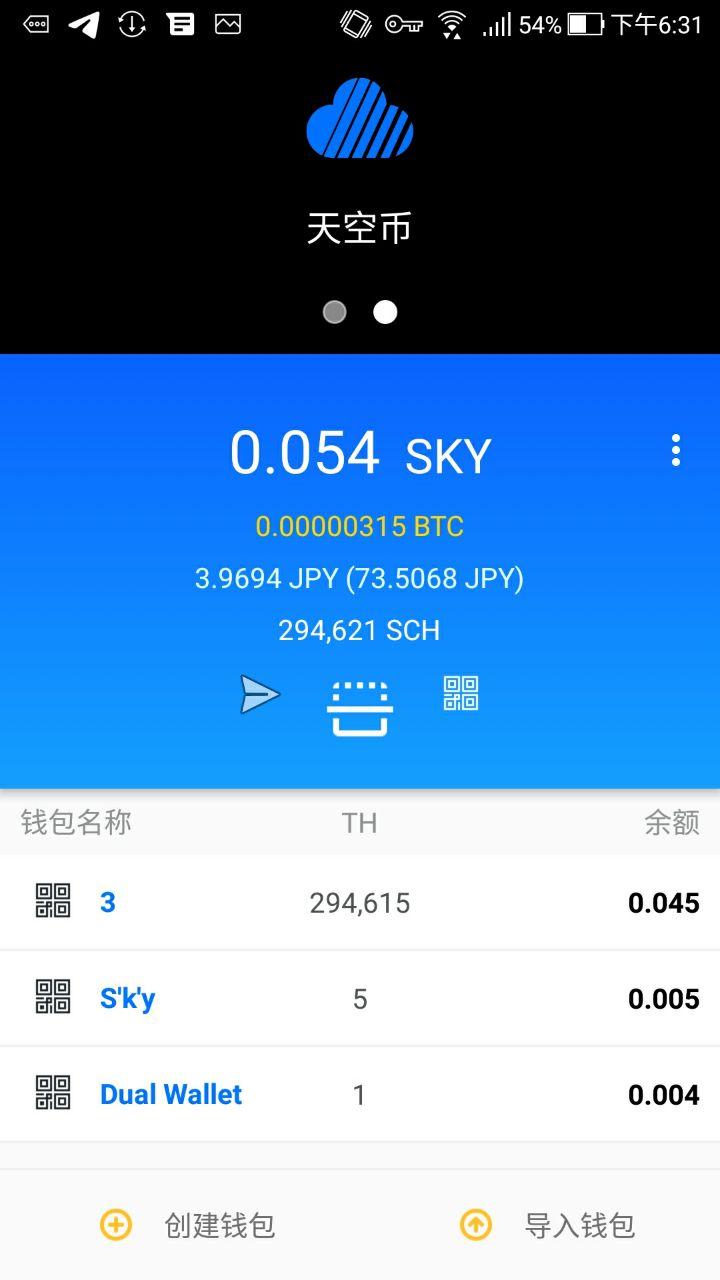 54% 下午6:31
天空币
0.054 SKY
0.00000315 BTC
3.9694 JPY (73.5068 JPY)
294,621 SCH
钱包名称 TH 余额
3 294,615 0.045
S'k'y 5 0.005
Dual Wallet 1 0.004
创建钱包 导入钱包